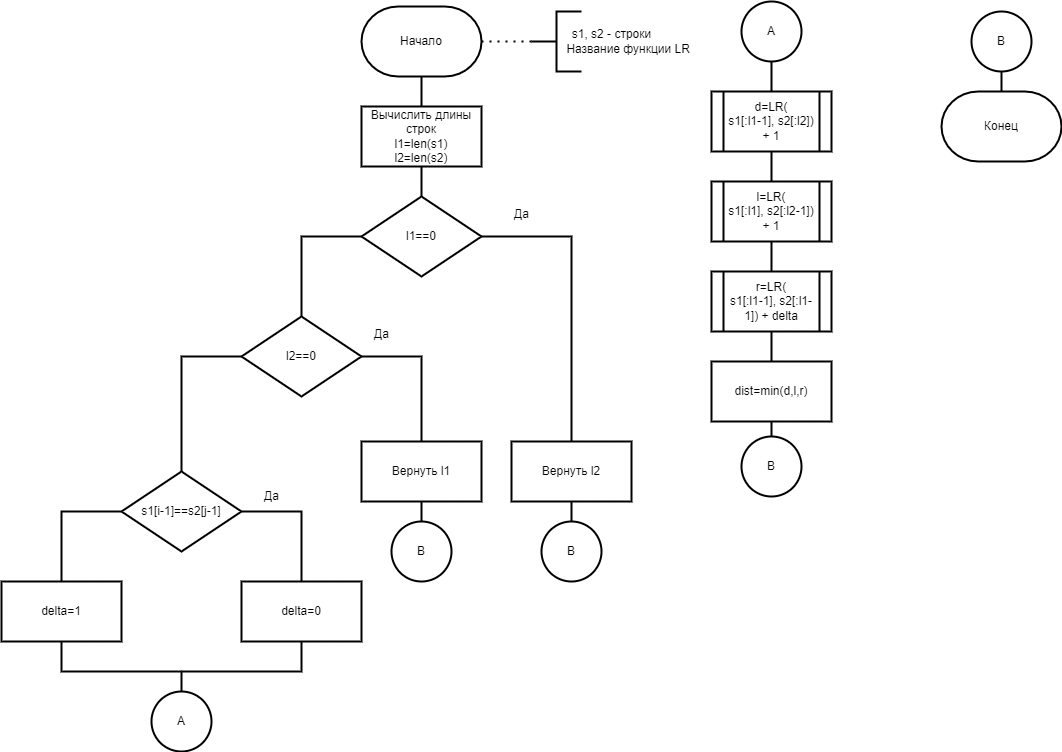 Начало
s1, s2 - строки
Название функции LR
Вычислить длины
строк
l1=len(s1)
l2=len(s2)
l1==0
Да
l2==0
Да
Вернуть l1
Вернуть l2
B
B
s1[i-1]==s2[j-1]
Да
delta=1
delta=0
A
A
d=LR(
s1[:l1-1], s2[:l2])
+ 1
l=LR(
s1[:l1], s2[:l2-1])
+ 1
r=LR(
s1[:l1-1], s2[:l1-
1]) + delta
dist=min(d,l,r)
B
B
Конец